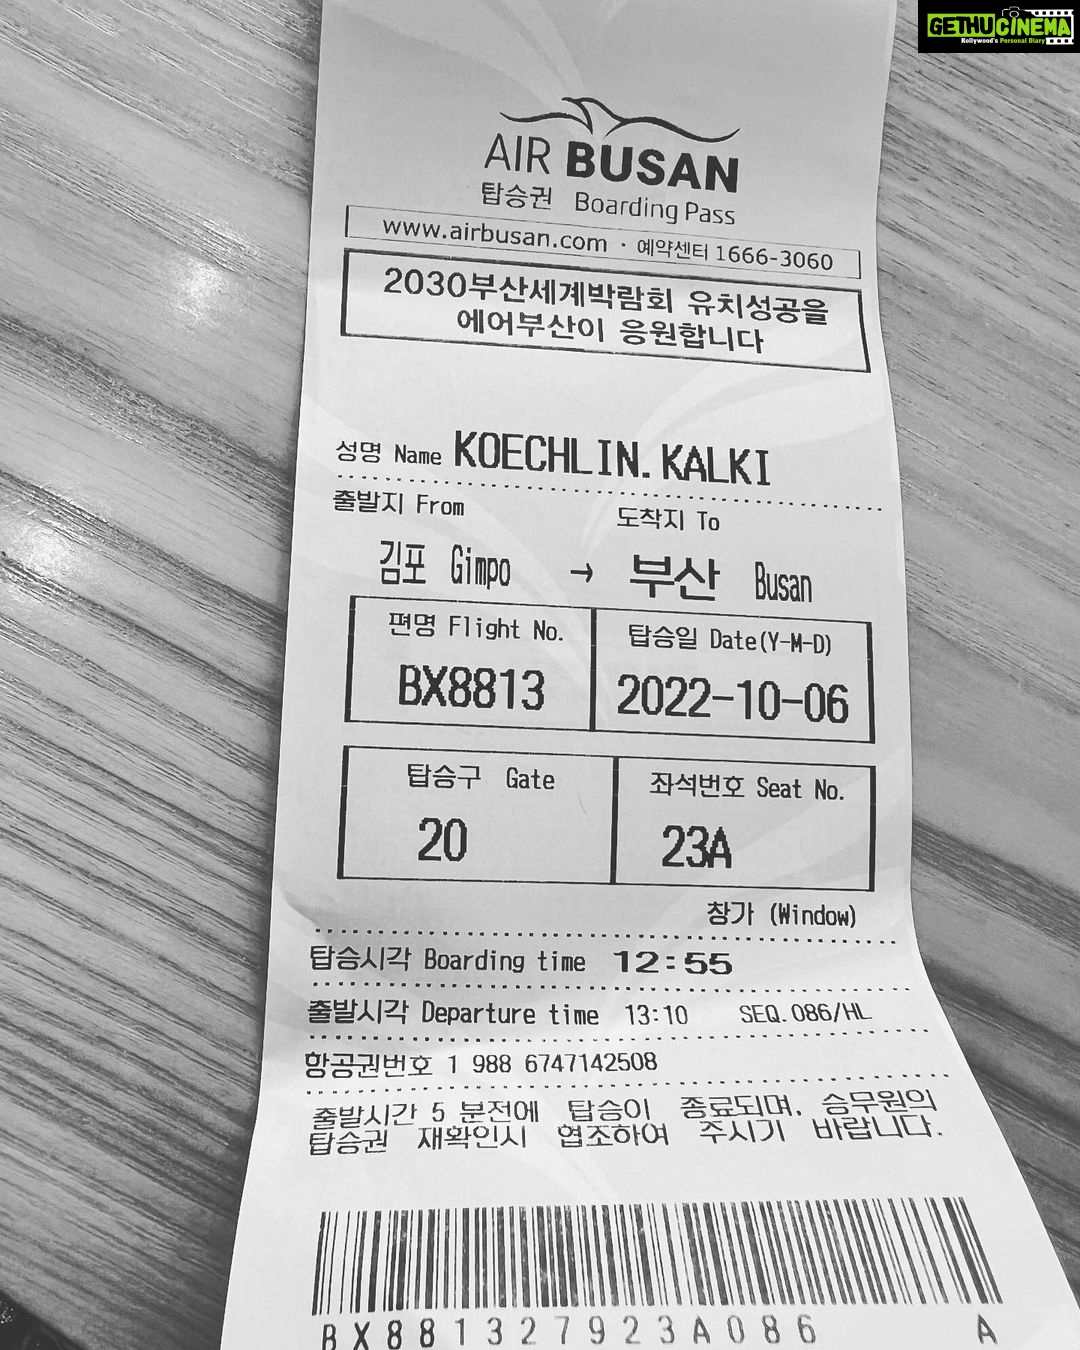 GETHUCINEMA
Kollywood's Personal Diary
AIR BUSAN
탑승권 Boarding Pass
www.airbusan.com · 예약센터 1666-3060
2030부산세계박람회 유치성공을
에어부산이 응원합니다
성명 Name KOECHLIN.KALKI
출발지 From 도착지 To
김포 Gimpo → 부산 Busan
편명 Flight No. 탑승일 Date(Y-M-D)
BX8813 2022-10-06
탑승구 Gate 좌석번호 Seat No.
20 23A
창가 (Window)
탑승시각 Boarding time 12:55
출발시각 Departure time 13:10 SEQ.086/HL
항공권번호 1 988 6747142508
출발시간 5 분전에 탑승이 종료되며, 승무원의
탑승권 재확인시 협조하여 주시기 바랍니다.
BX881327923A086 A